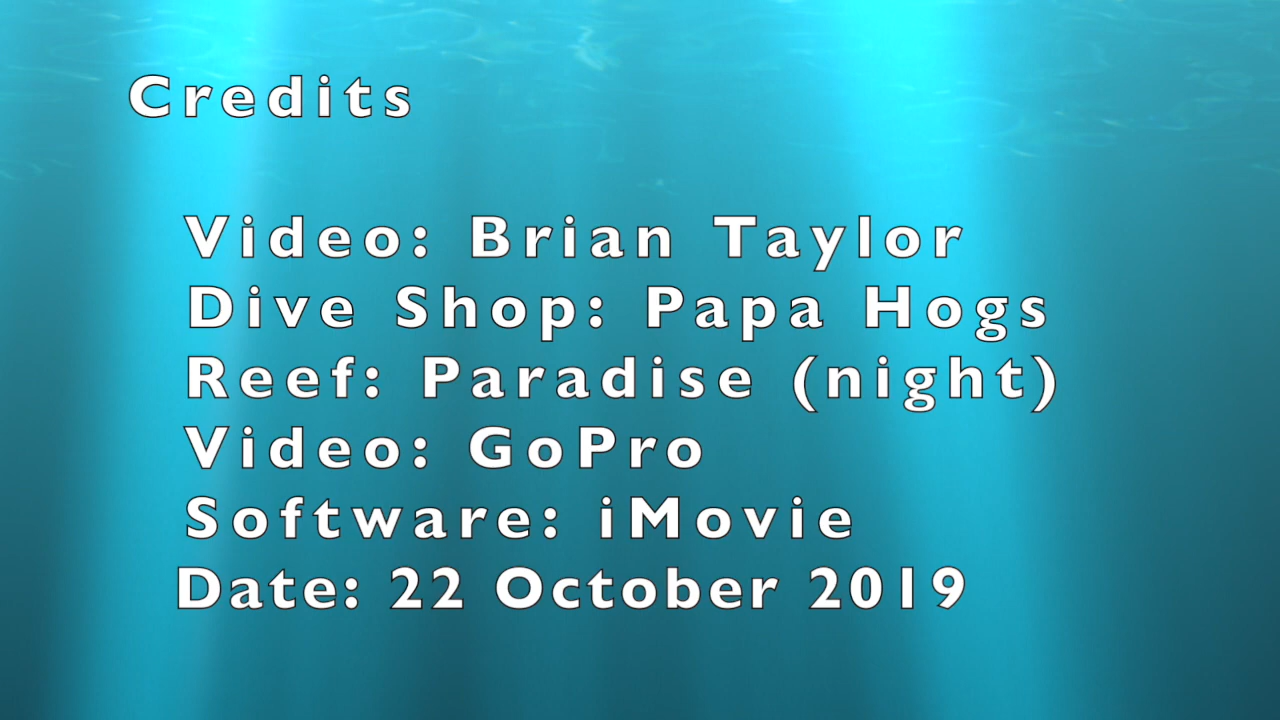 Credits
Video: Brian Taylor
Dive Shop: Papa Hogs
Reef: Paradise (night)
Video: GoPro
Software: iMovie
Date: 22 October 2019